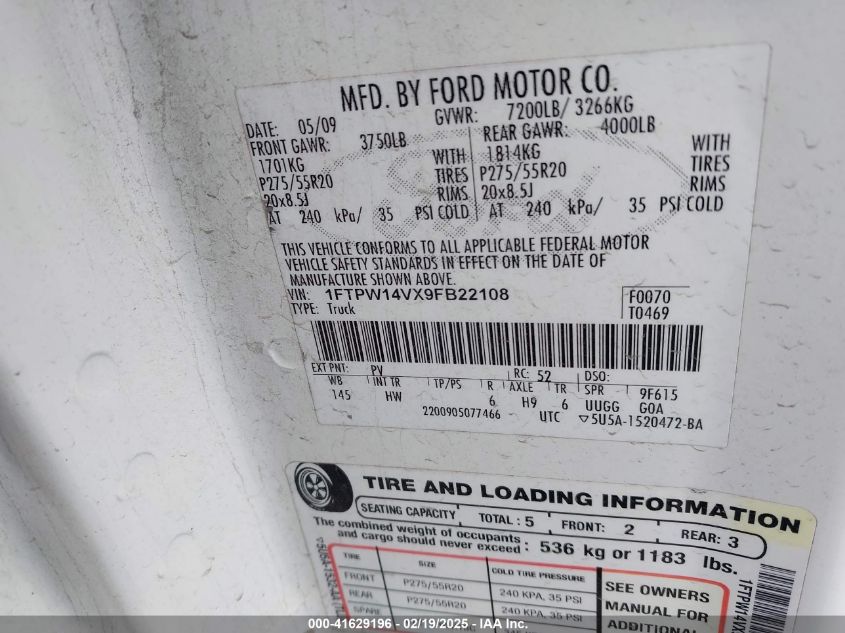 MFD. BY FORD MOTOR CO.
DATE: 05/09 GVWR: 7200LB/ 3266KG
FRONT GAWR: 3750LB REAR GAWR: 4000LB
1701KG WITH 1814KG WITH
P275/55R20 TIRES P275/55R20 TIRES
20x8.5J RIMS 20x8.5J RIMS
AT 240 kPa/ 35 PSI COLD AT 240 kPa/ 35 PSI COLD
THIS VEHICLE CONFORMS TO ALL APPLICABLE FEDERAL MOTOR
VEHICLE SAFETY STANDARDS IN EFFECT ON THE DATE OF
MANUFACTURE SHOWN ABOVE.
VIN: 1FTPW14VX9FB22108 F0070
TYPE: Truck T0469
EXT PNT: PV RC: 52 DSO:
WB INT TR TP/PS R AXLE TR SPR 9F615
145 HW 6 H9 6 UUGG GOA
2200905077466 UTC ▽5U5A-1520472-BA
TIRE AND LOADING INFORMATION
SEATING CAPACITY TOTAL : 5 FRONT: 2 REAR: 3
The combined weight of occupants
and cargo should never exceed : 536 kg or 1183 lbs.
TIRE SIZE COLD TIRE PRESSURE
FRONT P275/55R20 240 KPA, 35 PSI
REAR P275/55R20 240 KPA, 35 PSI
SPARE
SEE OWNERS
MANUAL FOR
ADDITIONAL
1FTPW14VX
000-41629196 - 02/19/2025 - IAA Inc.